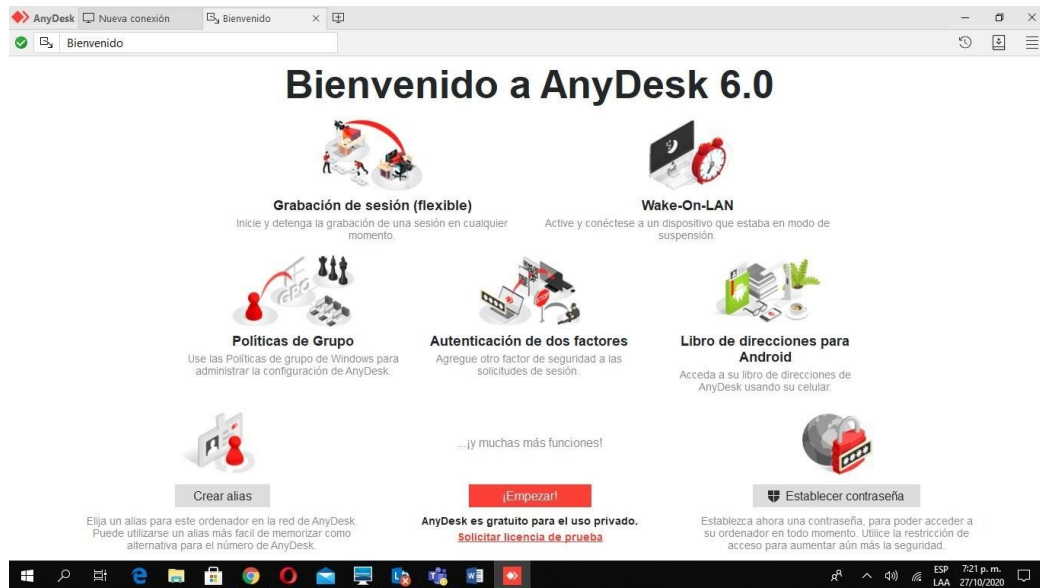 AnyDesk Nueva conexión Bienvenido
Bienvenido
Bienvenido a AnyDesk 6.0
Grabación de sesión (flexible)
Inicie y detenga la grabación de una sesión en cualquier
momento.
Wake-On-LAN
Active y conéctese a un dispositivo que estaba en modo de
suspensión.
GPO
Políticas de Grupo
Use las Políticas de grupo de Windows para
administrar la configuración de AnyDesk.
STOP
Autenticación de dos factores
Agregue otro factor de seguridad a las
solicitudes de sesión.
Libro de direcciones para
Android
Acceda a su libro de direcciones de
AnyDesk usando su celular.
...¡y muchas más funciones!
Crear alias
Elija un alias para este ordenador en la red de AnyDesk.
Puede utilizarse un alias más facil de memorizar como
alternativa para el número de AnyDesk.
¡Empezar!
AnyDesk es gratuito para el uso privado.
Solicitar licencia de prueba
Establecer contraseña
Establezca ahora una contraseña, para poder acceder a
su ordenador en todo momento. Utilice la restricción de
acceso para aumentar aún más la seguridad.
ESP 7:21 p. m.
LAA 27/10/2020